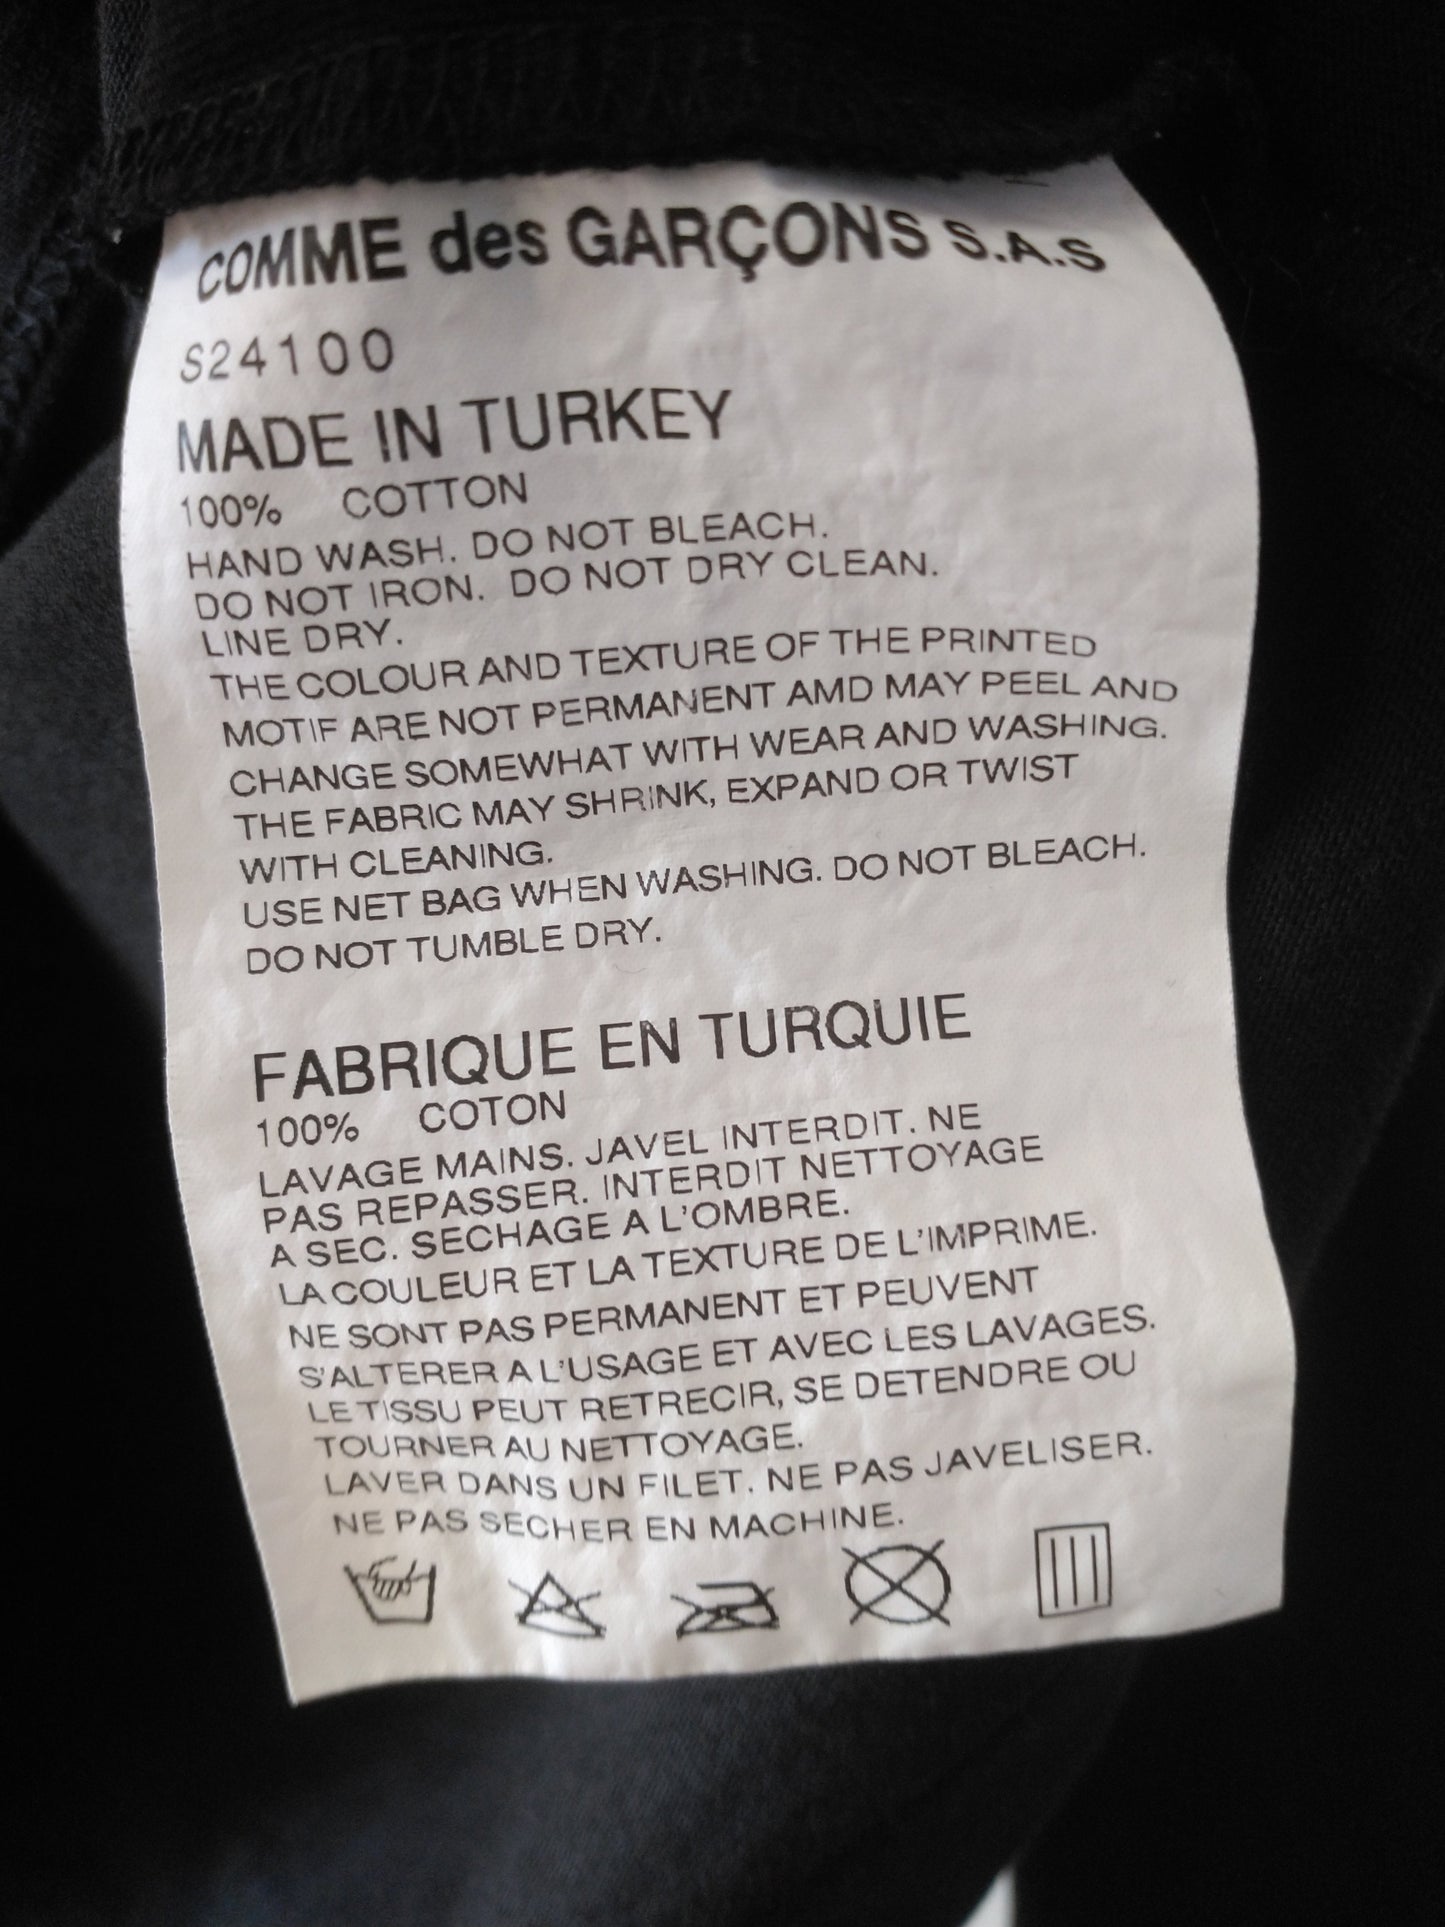 COMME des GARÇONS S.A.S
S24100
MADE IN TURKEY
100% COTTON
HAND WASH. DO NOT BLEACH.
DO NOT IRON. DO NOT DRY CLEAN.
LINE DRY.
THE COLOUR AND TEXTURE OF THE PRINTED
MOTIF ARE NOT PERMANENT AMD MAY PEEL AND
CHANGE SOMEWHAT WITH WEAR AND WASHING.
THE FABRIC MAY SHRINK, EXPAND OR TWIST
WITH CLEANING.
USE NET BAG WHEN WASHING. DO NOT BLEACH.
DO NOT TUMBLE DRY.
FABRIQUE EN TURQUIE
100% COTON
LAVAGE MAINS. JAVEL INTERDIT. NE
PAS REPASSER. INTERDIT NETTOYAGE
A SEC. SECHAGE A L'OMBRE.
LA COULEUR ET LA TEXTURE DE L'IMPRIME.
NE SONT PAS PERMANENT ET PEUVENT
S'ALTERER A L'USAGE ET AVEC LES LAVAGES.
LE TISSU PEUT RETRECIR, SE DETENDRE OU
TOURNER AU NETTOYAGE.
LAVER DANS UN FILET. NE PAS JAVELISER.
NE PAS SECHER EN MACHINE.